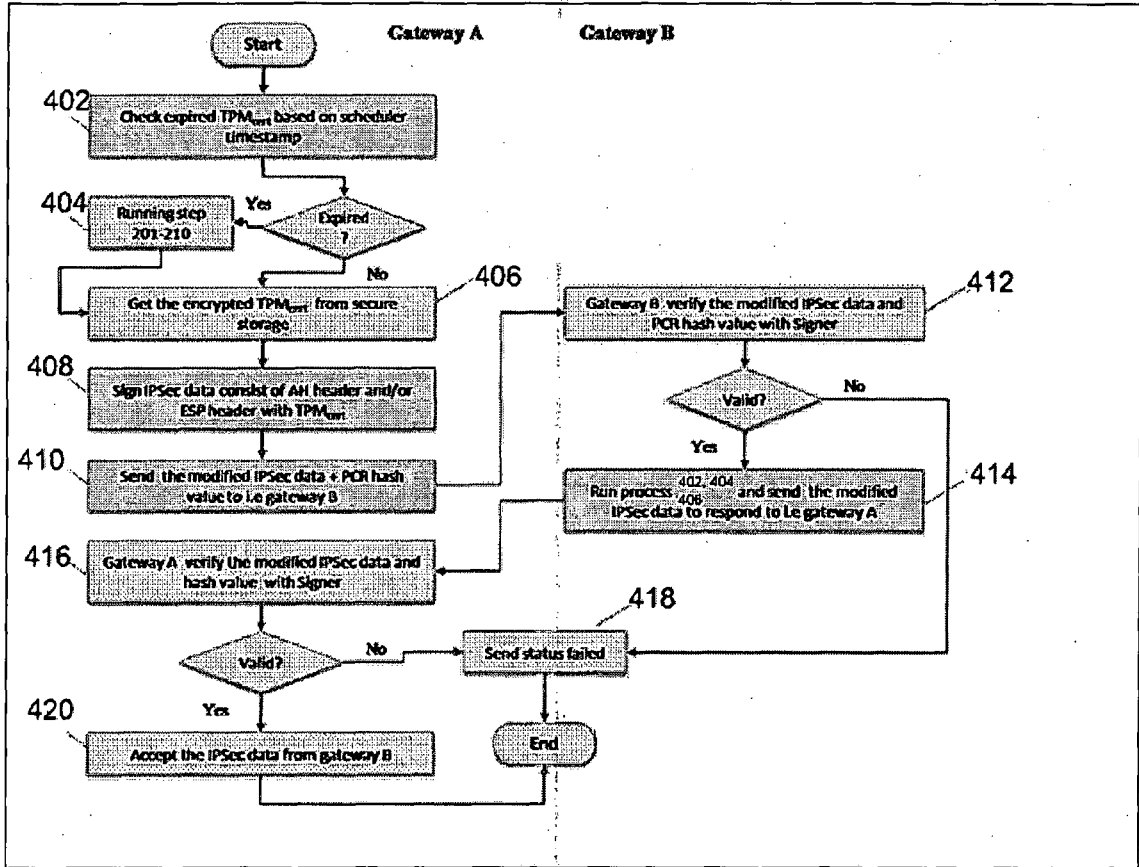 Gateway A
Gateway B
Start
402
Check expired TPMcert based on scheduler
timestamp
404
Running step
201-210
Yes
Expired
?
No
406
Get the encrypted TPMcert from secure
storage
408
Sign IPSec data consist of AH header and/or
ESP header with TPMcert
410
Send the modified IPSec data + PCR hash
value to i.e gateway B
412
Gateway B verify the modified IPSec data and
PCR hash value with Signer
Valid?
No
Yes
414
Run process 402, 404
406 and send the modified
IPSec data to respond to i.e gateway A
416
Gateway A verify the modified IPSec data and
hash value with Signer
Valid?
No
Yes
418
Send status failed
420
Accept the IPSec data from gateway B
End